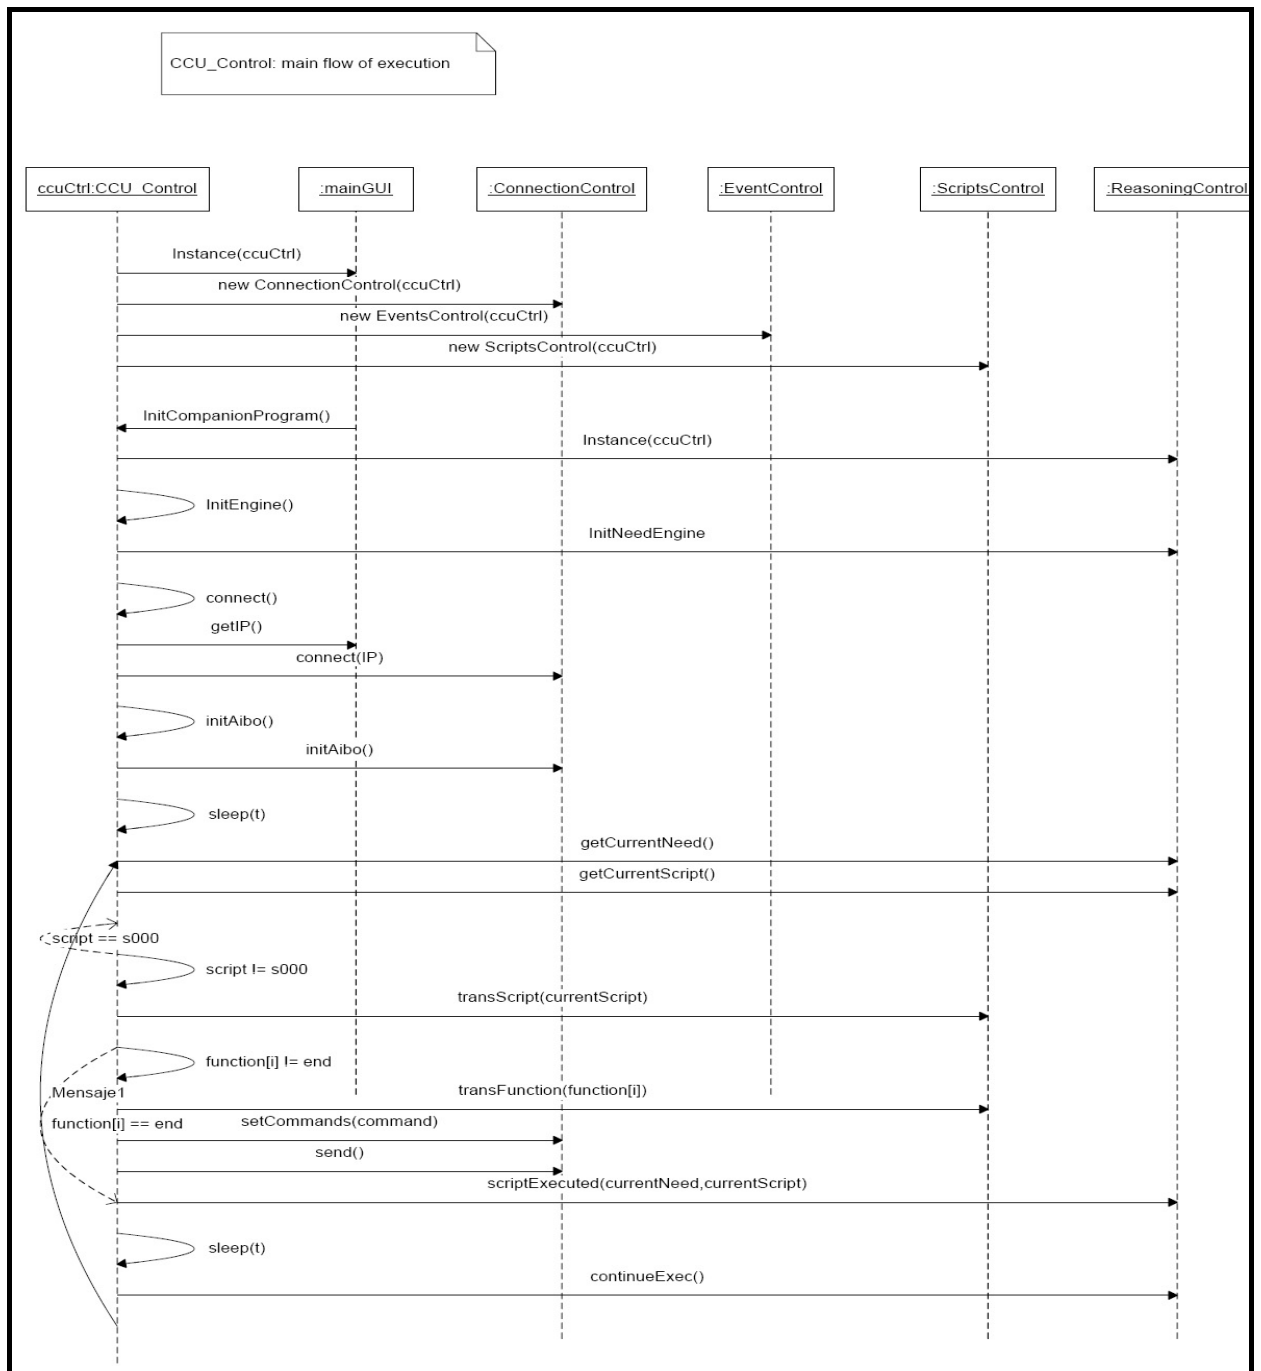 CCU_Control: main flow of execution
ccuCtrl:CCU_Control
:mainGUI
:ConnectionControl
:EventControl
:ScriptsControl
:ReasoningControl
Instance(ccuCtrl)
new ConnectionControl(ccuCtrl)
new EventsControl(ccuCtrl)
new ScriptsControl(ccuCtrl)
InitCompanionProgram()
Instance(ccuCtrl)
InitEngine()
InitNeedEngine
connect()
getIP()
connect(IP)
initAibo()
initAibo()
sleep(t)
getCurrentNeed()
getCurrentScript()
script == s000
script != s000
transScript(currentScript)
function[i] != end
Mensaje1
transFunction(function[i])
function[i] == end
setCommands(command)
send()
scriptExecuted(currentNeed,currentScript)
sleep(t)
continueExec()